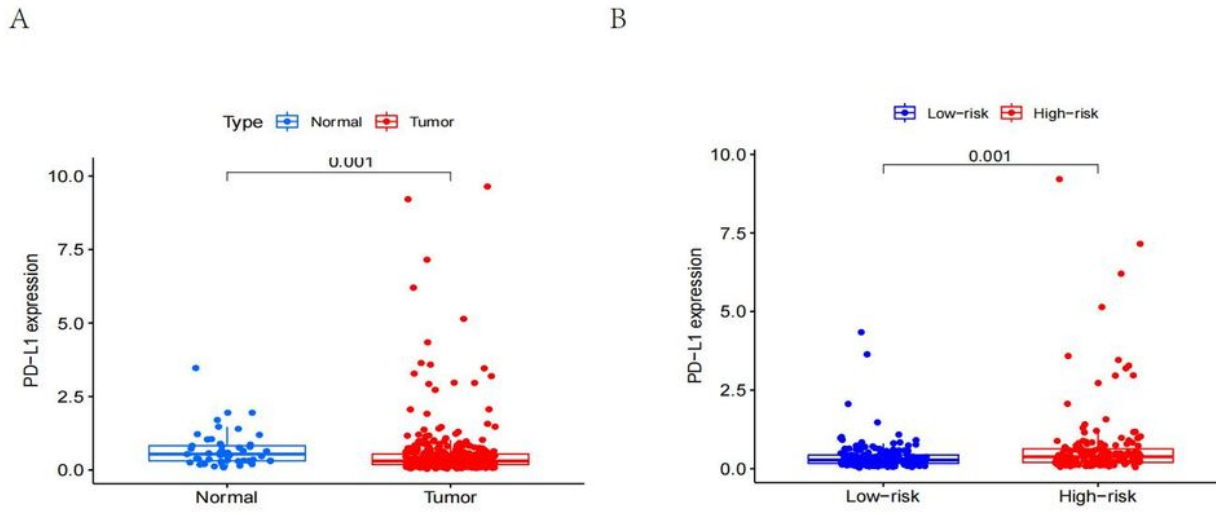 A
Type Normal Tumor
0.001
10.0
7.5
5.0
2.5
0.0
PD-L1 expression
Normal Tumor
B
Low-risk High-risk
0.001
10.0
7.5
5.0
2.5
0.0
PD-L1 expression
Low-risk High-risk